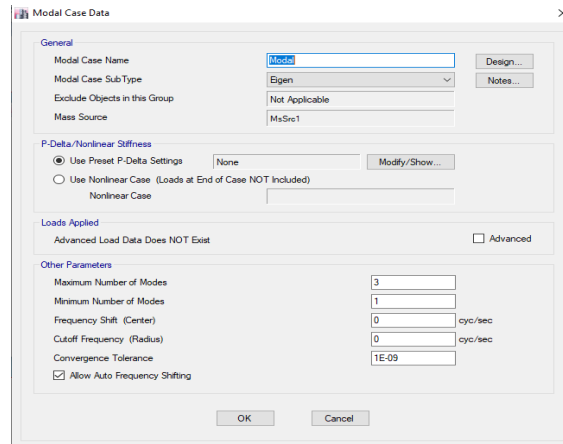 Modal Case Data
General
Modal Case Name Modal Design...
Modal Case SubType Eigen Notes...
Exclude Objects in this Group Not Applicable
Mass Source MsSrc1
P-Delta/Nonlinear Stiffness
Use Preset P-Delta Settings None Modify/Show...
Use Nonlinear Case (Loads at End of Case NOT Included)
Nonlinear Case
Loads Applied
Advanced Load Data Does NOT Exist Advanced
Other Parameters
Maximum Number of Modes 3
Minimum Number of Modes 1
Frequency Shift (Center) 0 cyc/sec
Cutoff Frequency (Radius) 0 cyc/sec
Convergence Tolerance 1E-09
Allow Auto Frequency Shifting
OK Cancel